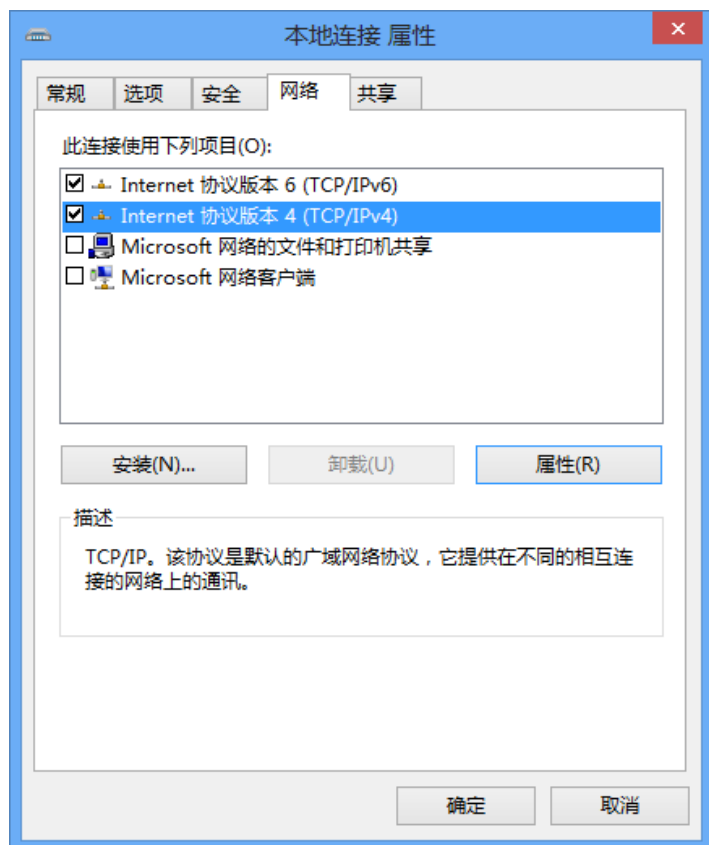 本地连接 属性
常规 选项 安全 网络 共享
此连接使用下列项目(O):
Internet 协议版本 6 (TCP/IPv6)
Internet 协议版本 4 (TCP/IPv4)
Microsoft 网络的文件和打印机共享
Microsoft 网络客户端
安装(N)... 卸载(U) 属性(R)
描述
TCP/IP。该协议是默认的广域网络协议，它提供在不同的相互连
接的网络上的通讯。
确定 取消